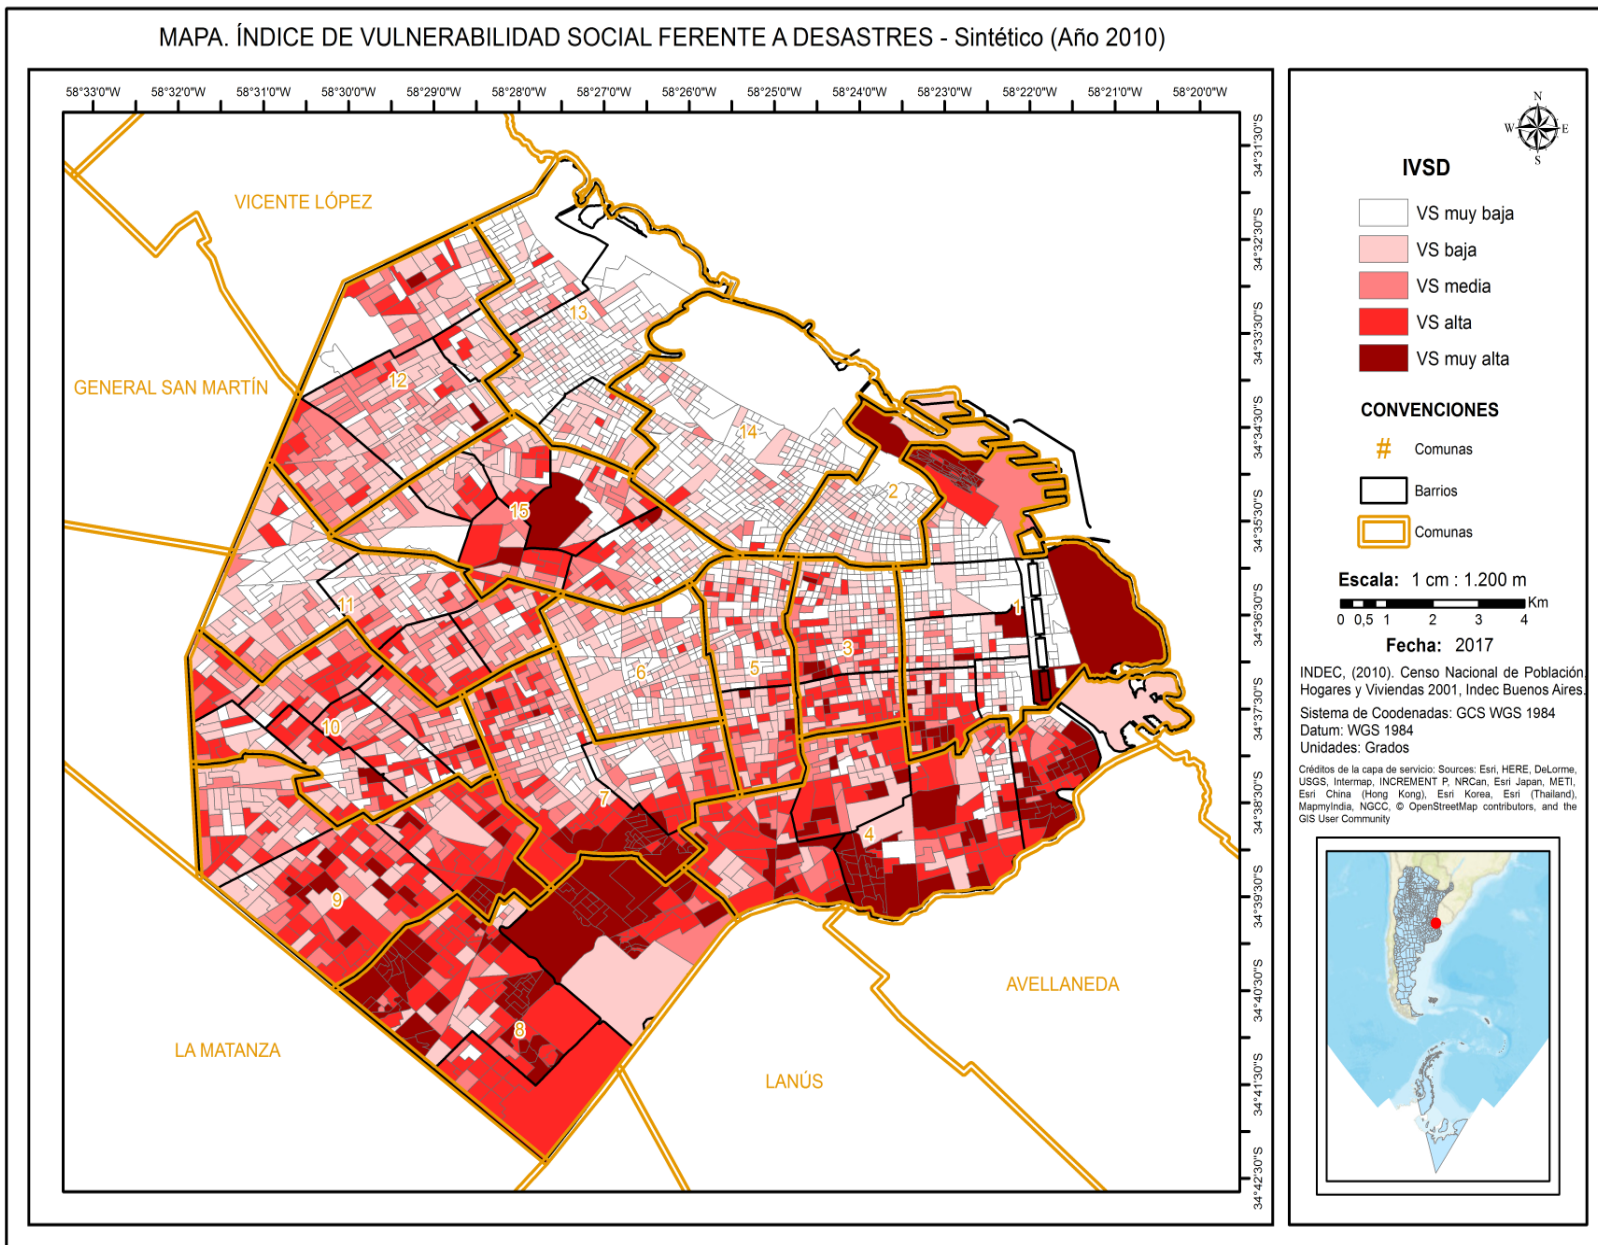 MAPA. ÍNDICE DE VULNERABILIDAD SOCIAL FERENTE A DESASTRES - Sintético (Año 2010)
58°33'0"W 58°32'0"W 58°31'0"W 58°30'0"W 58°29'0"W 58°28'0"W 58°27'0"W 58°26'0"W 58°25'0"W 58°24'0"W 58°23'0"W 58°22'0"W 58°21'0"W 58°20'0"W
34°31'30"S
34°32'30"S
34°33'30"S
34°34'30"S
34°35'30"S
34°36'30"S
34°37'30"S
34°38'30"S
34°39'30"S
34°40'30"S
34°41'30"S
34°42'30"S
VICENTE LÓPEZ
GENERAL SAN MARTÍN
LA MATANZA
LANÚS
AVELLANEDA
13
12
14
2
15
11
1
3
5
6
10
7
4
9
8
N
W E
S
IVSD
VS muy baja
VS baja
VS media
VS alta
VS muy alta
CONVENCIONES
# Comunas
Barrios
Comunas
Escala: 1 cm : 1.200 m
Km
0 0,5 1 2 3 4
Fecha: 2017
INDEC, (2010). Censo Nacional de Población,
Hogares y Viviendas 2001, Indec Buenos Aires.
Sistema de Coodenadas: GCS WGS 1984
Datum: WGS 1984
Unidades: Grados
Créditos de la capa de servicio: Sources: Esri, HERE, DeLorme,
USGS, Intermap, INCREMENT P, NRCan, Esri Japan, METI,
Esri China (Hong Kong), Esri Korea, Esri (Thailand),
MapmyIndia, NGCC, © OpenStreetMap contributors, and the
GIS User Community